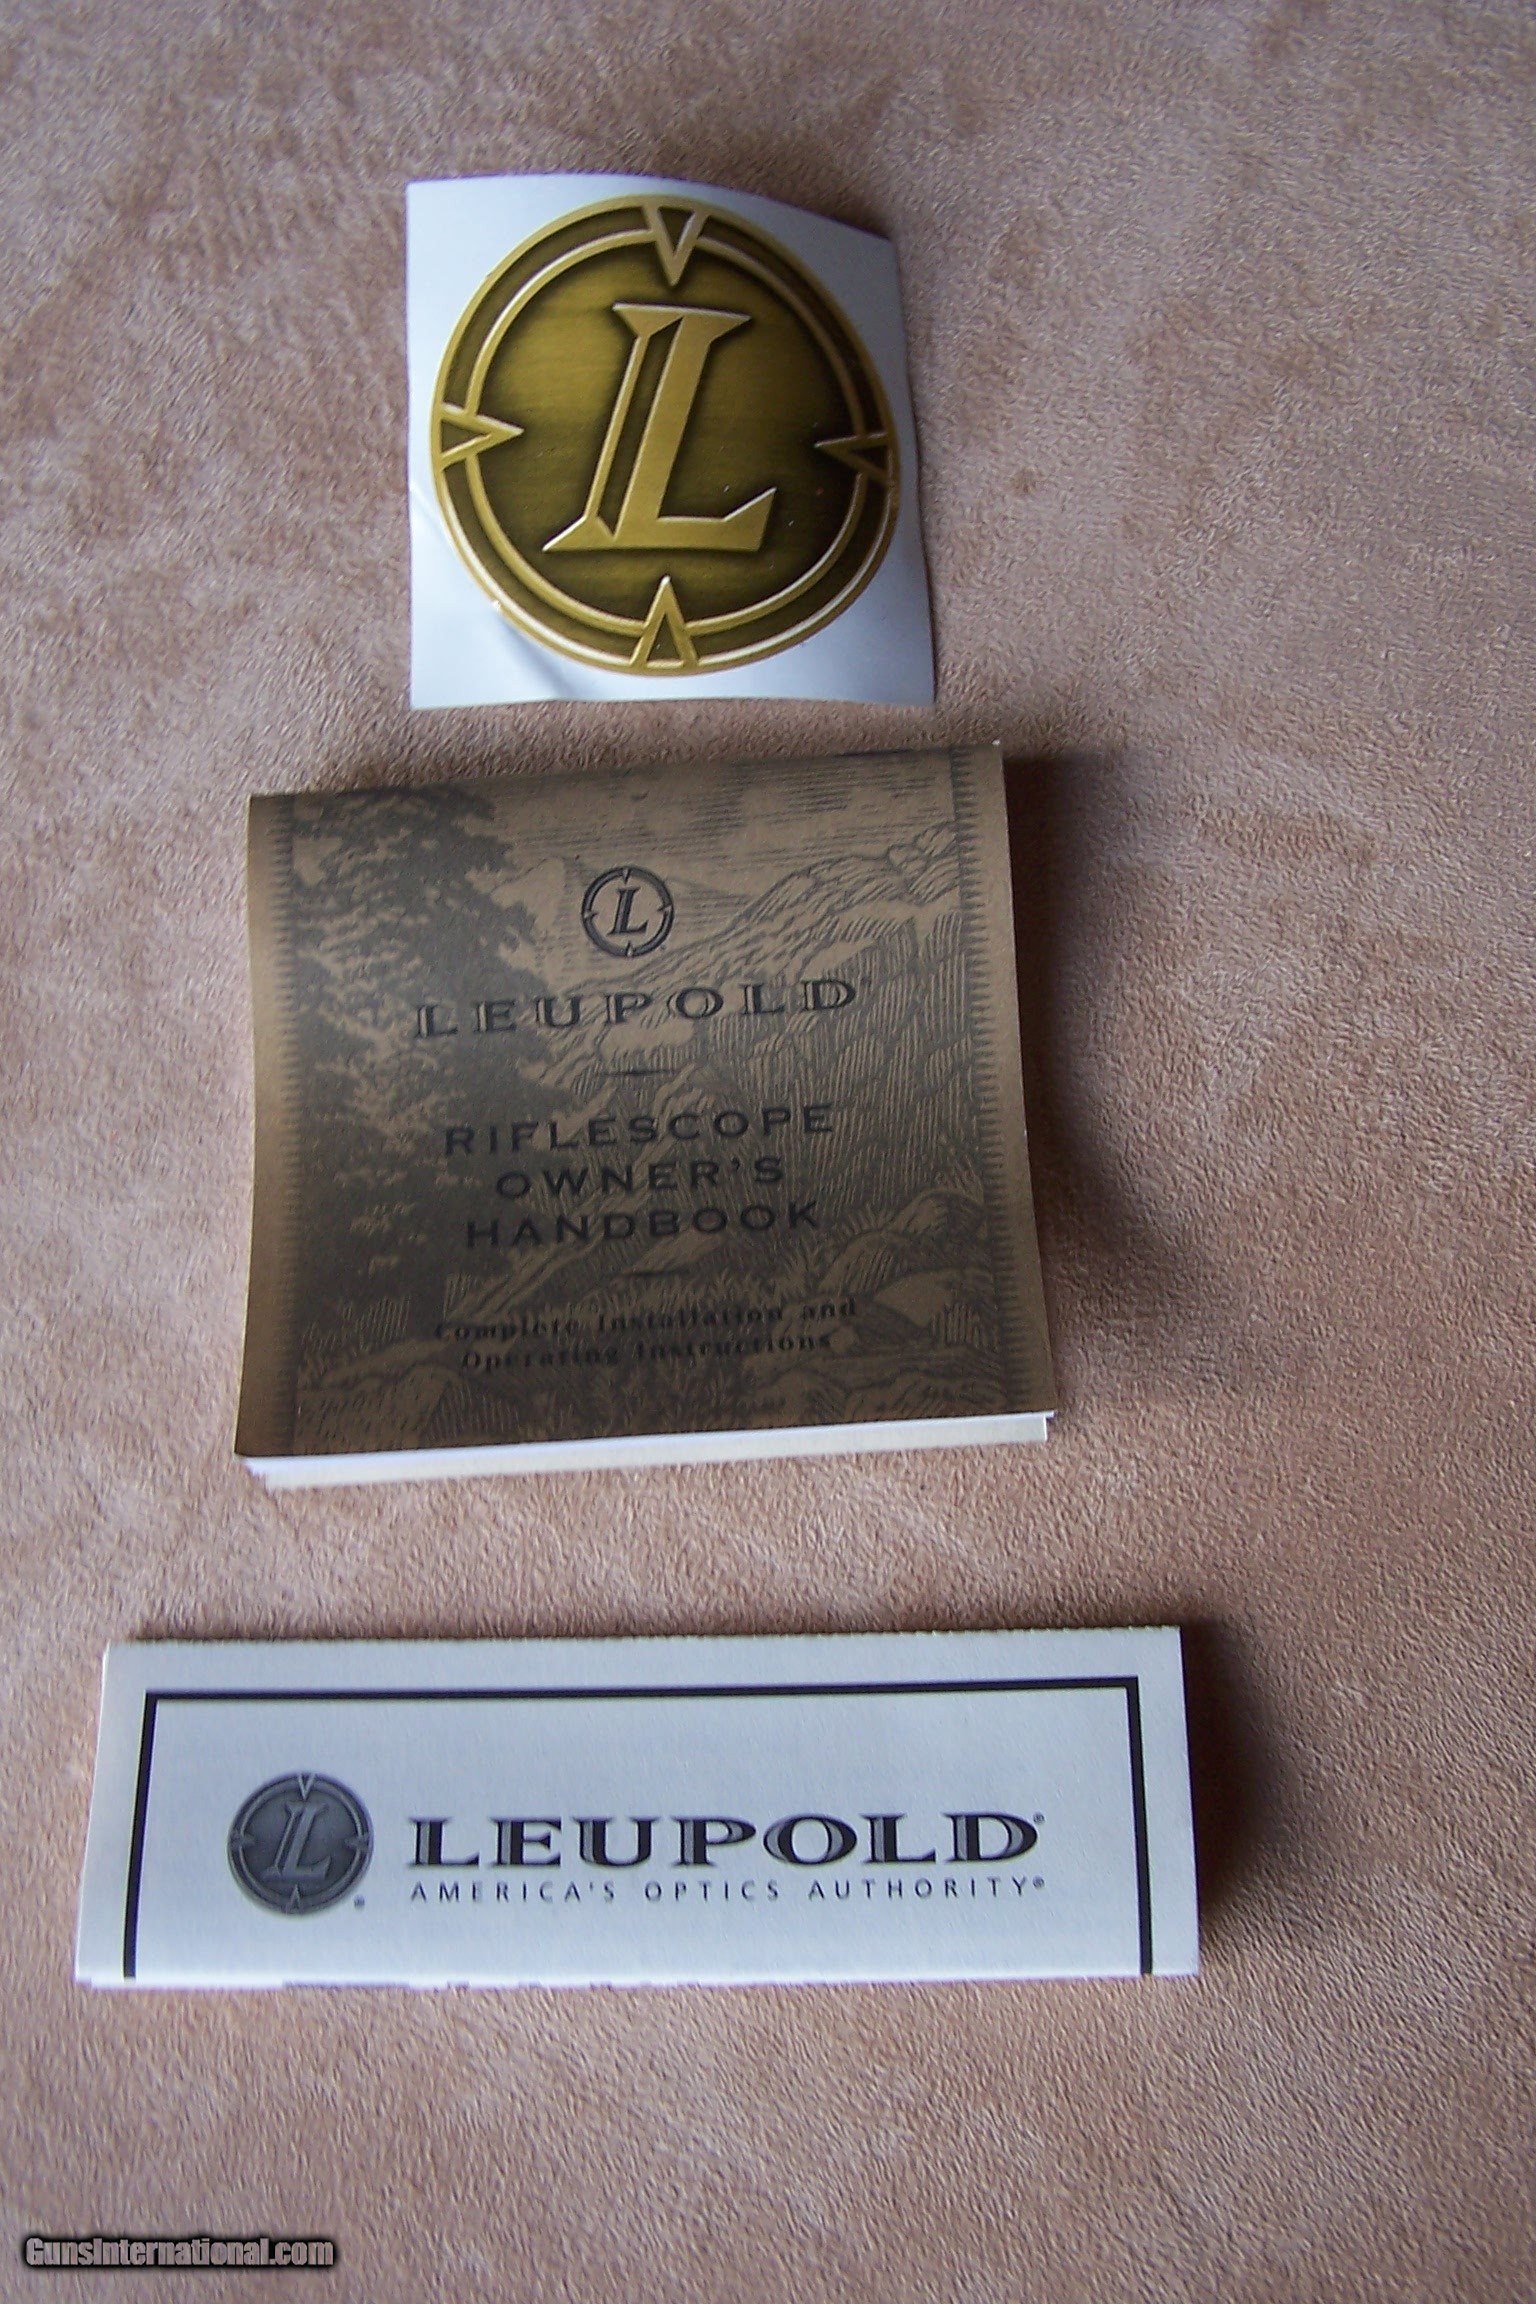 L
L
LEUPOLD®
RIFLESCOPE
OWNER'S
HANDBOOK
Complete Installation and
Operating Instructions
L ®
LEUPOLD®
AMERICA'S OPTICS AUTHORITY®
GunsInternational.com